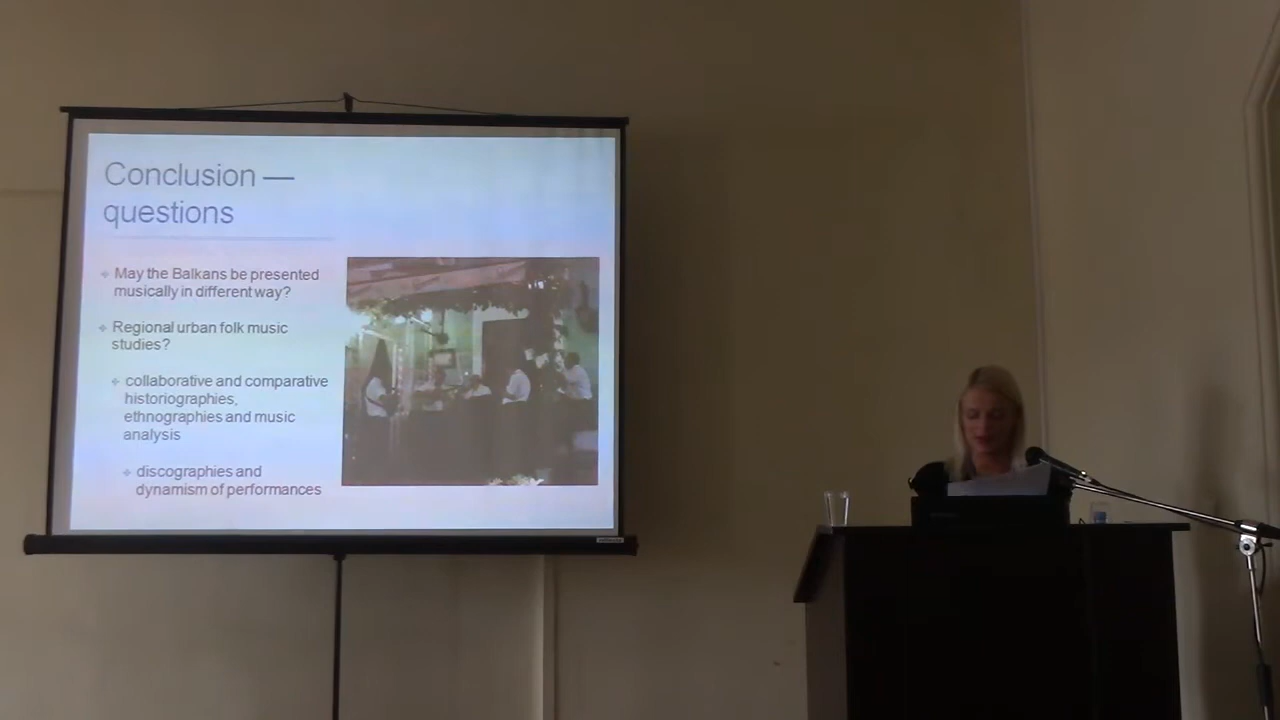 Conclusion —
questions
May the Balkans be presented
musically in different way?
Regional urban folk music
studies?
collaborative and comparative
historiographies,
ethnographies and music
analysis
discographies and
dynamism of performances